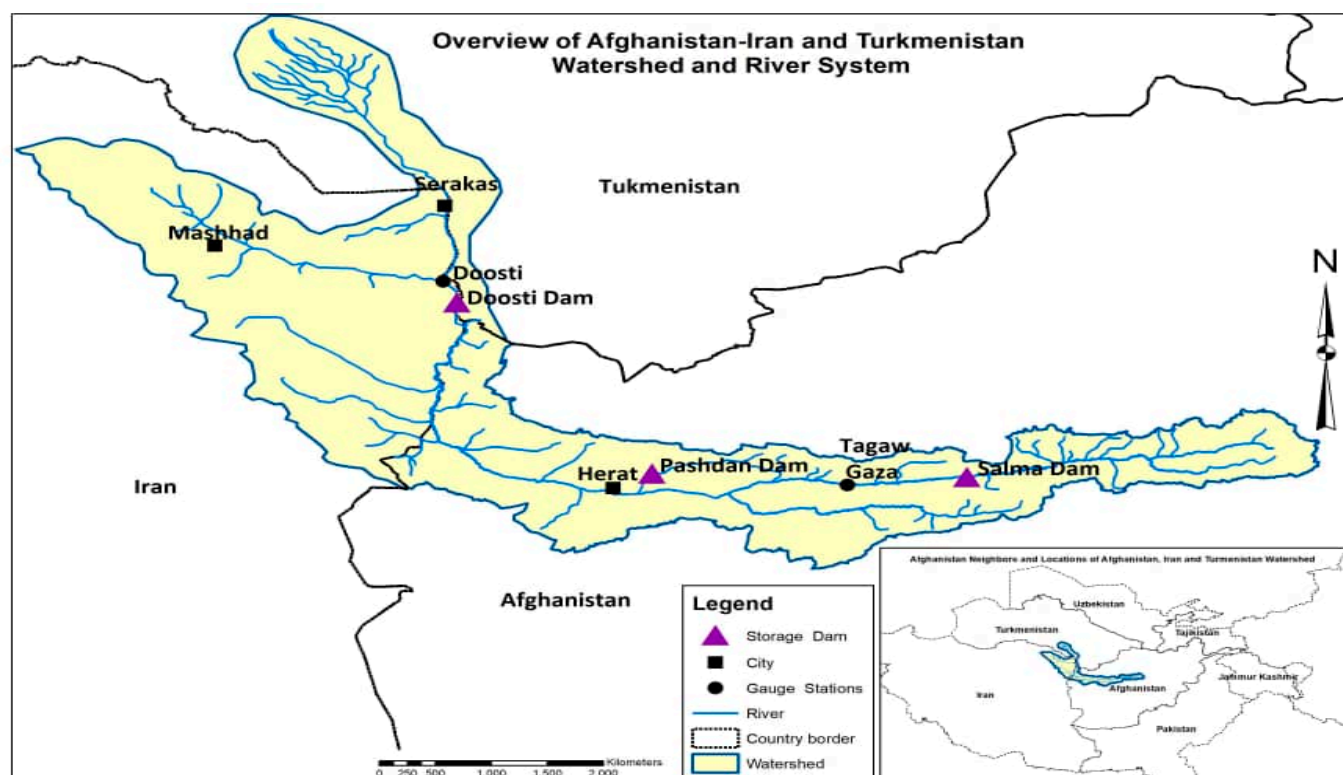 Overview of Afghanistan-Iran and Turkmenistan
Watershed and River System
Serakas
Tukmenistan
Mashhad
Doosti
Doosti Dam
N
Tagaw
Gaza
Herat
Pashdan Dam
Salma Dam
Iran
Afghanistan
Legend
Storage Dam
City
Gauge Stations
River
Country border
Watershed
Kilometers
0 250 500 1,000 1,500 2,000
Afghanistan Neighbore and Locations of Afghanistan, Iran and Turmenistan Watershed
Uzbekistan
Turkmenistan
Tajikistan
Iran
Afghanistan
Jammur Kashmir
Pakistan